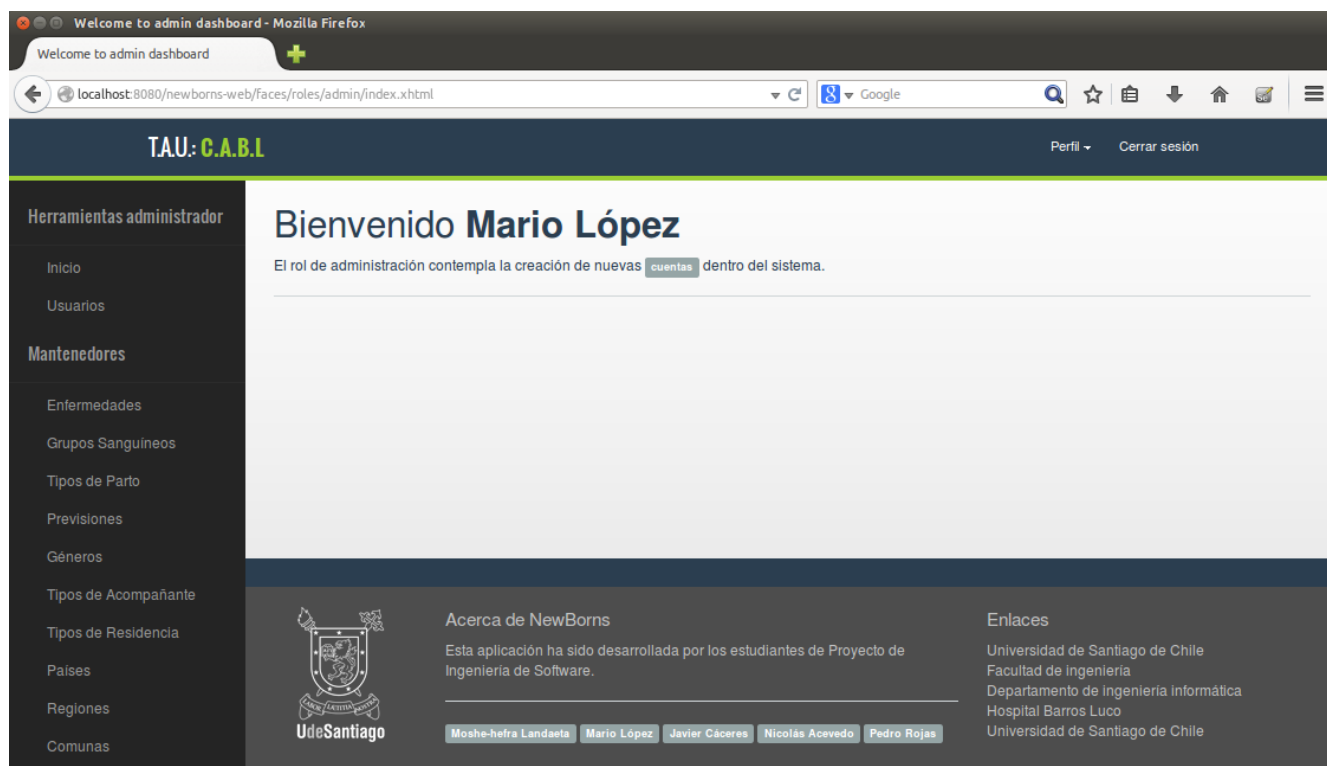 Welcome to admin dashboard - Mozilla Firefox
Welcome to admin dashboard
localhost:8080/newborns-web/faces/roles/admin/index.xhtml
Google
T.A.U.: C.A.B.L
Perfil
Cerrar sesión
Herramientas administrador
Inicio
Usuarios
Mantenedores
Enfermedades
Grupos Sanguíneos
Tipos de Parto
Previsiones
Géneros
Tipos de Acompañante
Tipos de Residencia
Países
Regiones
Comunas
Bienvenido Mario López
El rol de administración contempla la creación de nuevas cuentas dentro del sistema.
UdeSantiago
Acerca de NewBorns
Esta aplicación ha sido desarrollada por los estudiantes de Proyecto de
Ingeniería de Software.
Moshe-hefra Landaeta Mario López Javier Cáceres Nicolás Acevedo Pedro Rojas
Enlaces
Universidad de Santiago de Chile
Facultad de ingeniería
Departamento de ingeniería informática
Hospital Barros Luco
Universidad de Santiago de Chile